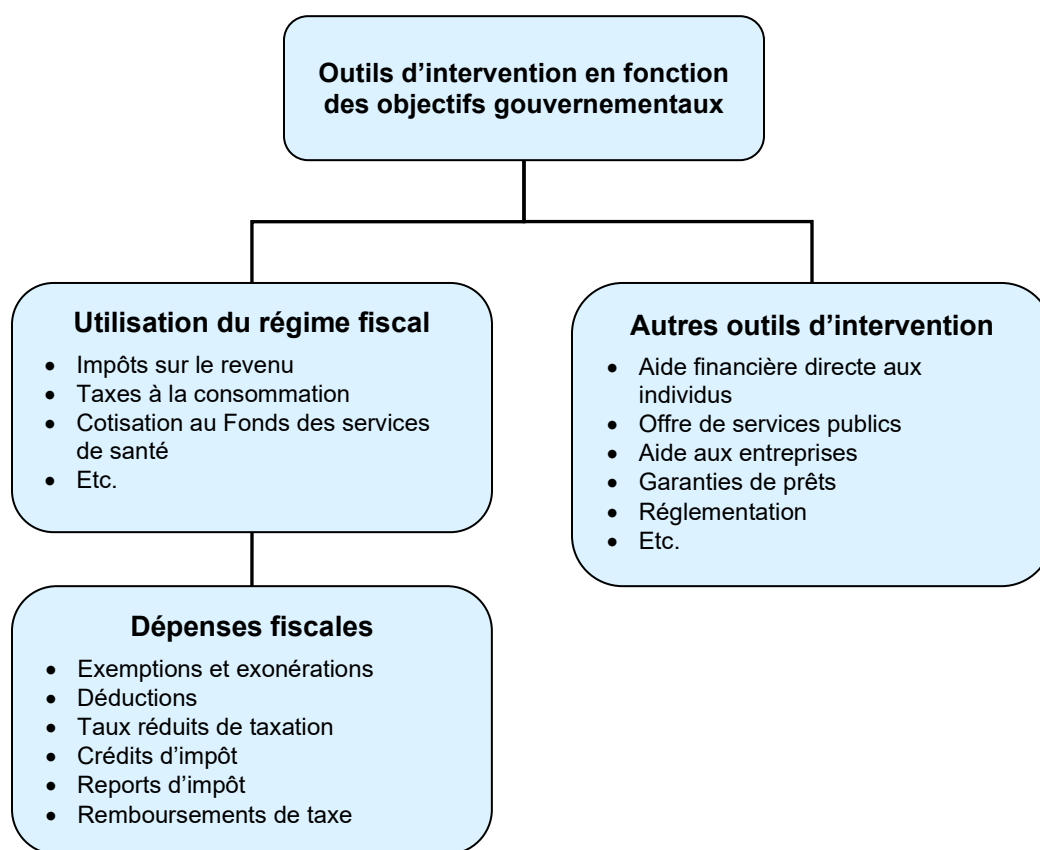 Outils d’intervention en fonction
des objectifs gouvernementaux
Utilisation du régime fiscal
• Impôts sur le revenu
• Taxes à la consommation
• Cotisation au Fonds des services
de santé
• Etc.
Autres outils d’intervention
• Aide financière directe aux
individus
• Offre de services publics
• Aide aux entreprises
• Garanties de prêts
• Réglementation
• Etc.
Dépenses fiscales
• Exemptions et exonérations
• Déductions
• Taux réduits de taxation
• Crédits d’impôt
• Reports d’impôt
• Remboursements de taxe